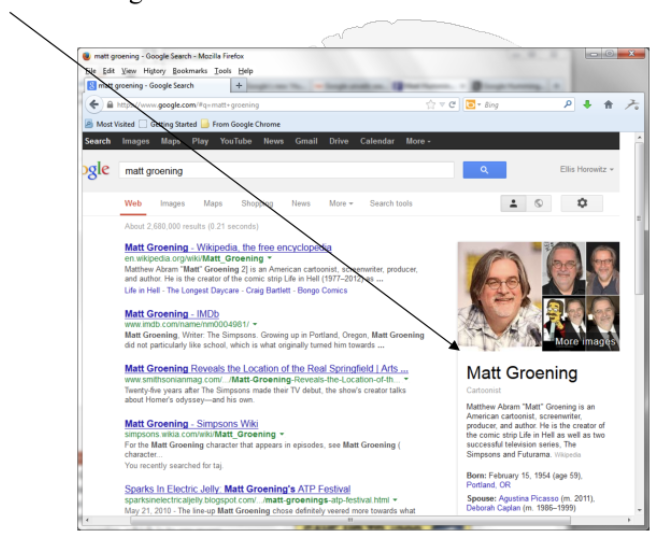 matt groening - Google Search - Mozilla Firefox
File Edit View History Bookmarks Tools Help
matt groening - Google Search
https://www.google.com/#q=matt+groening
Bing
Most Visited Getting Started From Google Chrome
Search Images Maps Play YouTube News Gmail Drive Calendar More
ogle matt groening Ellis Horowitz
Web Images Maps Shopping News More Search tools
About 2,680,000 results (0.21 seconds)
Matt Groening - Wikipedia, the free encyclopedia
en.wikipedia.org/wiki/Matt_Groening
Matthew Abram "Matt" Groening 2] is an American cartoonist, screenwriter, producer,
and author. He is the creator of the comic strip Life in Hell (1977–2012) as ...
Life in Hell - The Longest Daycare - Craig Bartlett - Bongo Comics
Matt Groening - IMDb
www.imdb.com/name/nm0004981/
Matt Groening, Writer: The Simpsons. Growing up in Portland, Oregon, Matt Groening
did not particularly like school, which is what originally turned him towards ...
Matt Groening Reveals the Location of the Real Springfield | Arts ...
www.smithsonianmag.com/.../Matt-Groening-Reveals-the-Location-of-th...
Twenty-five years after The Simpsons made their TV debut, the show's creator talks
about Homer's odyssey—and his own.
Matt Groening - Simpsons Wiki
simpsons.wikia.com/wiki/Matt_Groening
For the Matt Groening character that appears in episodes, see Matt Groening (
character...
You recently searched for taj.
Sparks In Electric Jelly: Matt Groening's ATP Festival
sparksinelectricaljelly.blogspot.com/.../matt-groenings-atp-festival.html
May 21, 2010 - The line-up Matt Groening chose definitely veered more towards what
More images
Matt Groening
Cartoonist
Matthew Abram "Matt" Groening is an
American cartoonist, screenwriter,
producer, and author. He is the creator of
the comic strip Life in Hell as well as two
successful television series, The
Simpsons and Futurama. Wikipedia
Born: February 15, 1954 (age 59),
Portland, OR
Spouse: Agustina Picasso (m. 2011),
Deborah Caplan (m. 1986–1999)